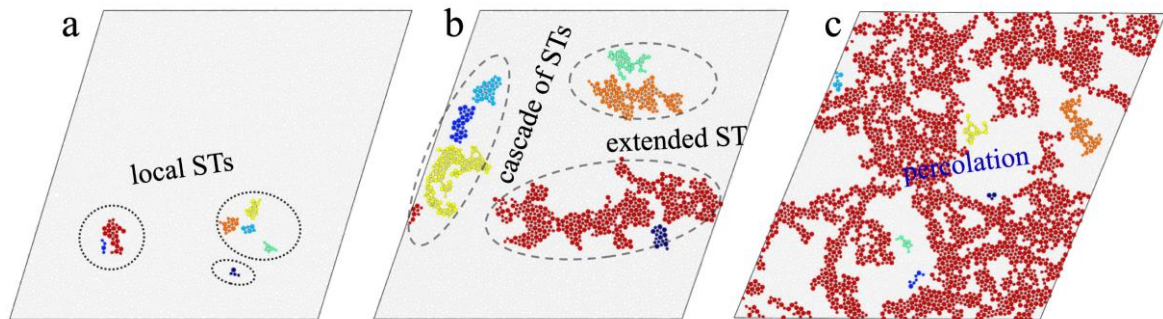 a
local STs
b
cascade of STs
extended ST
c
percolation